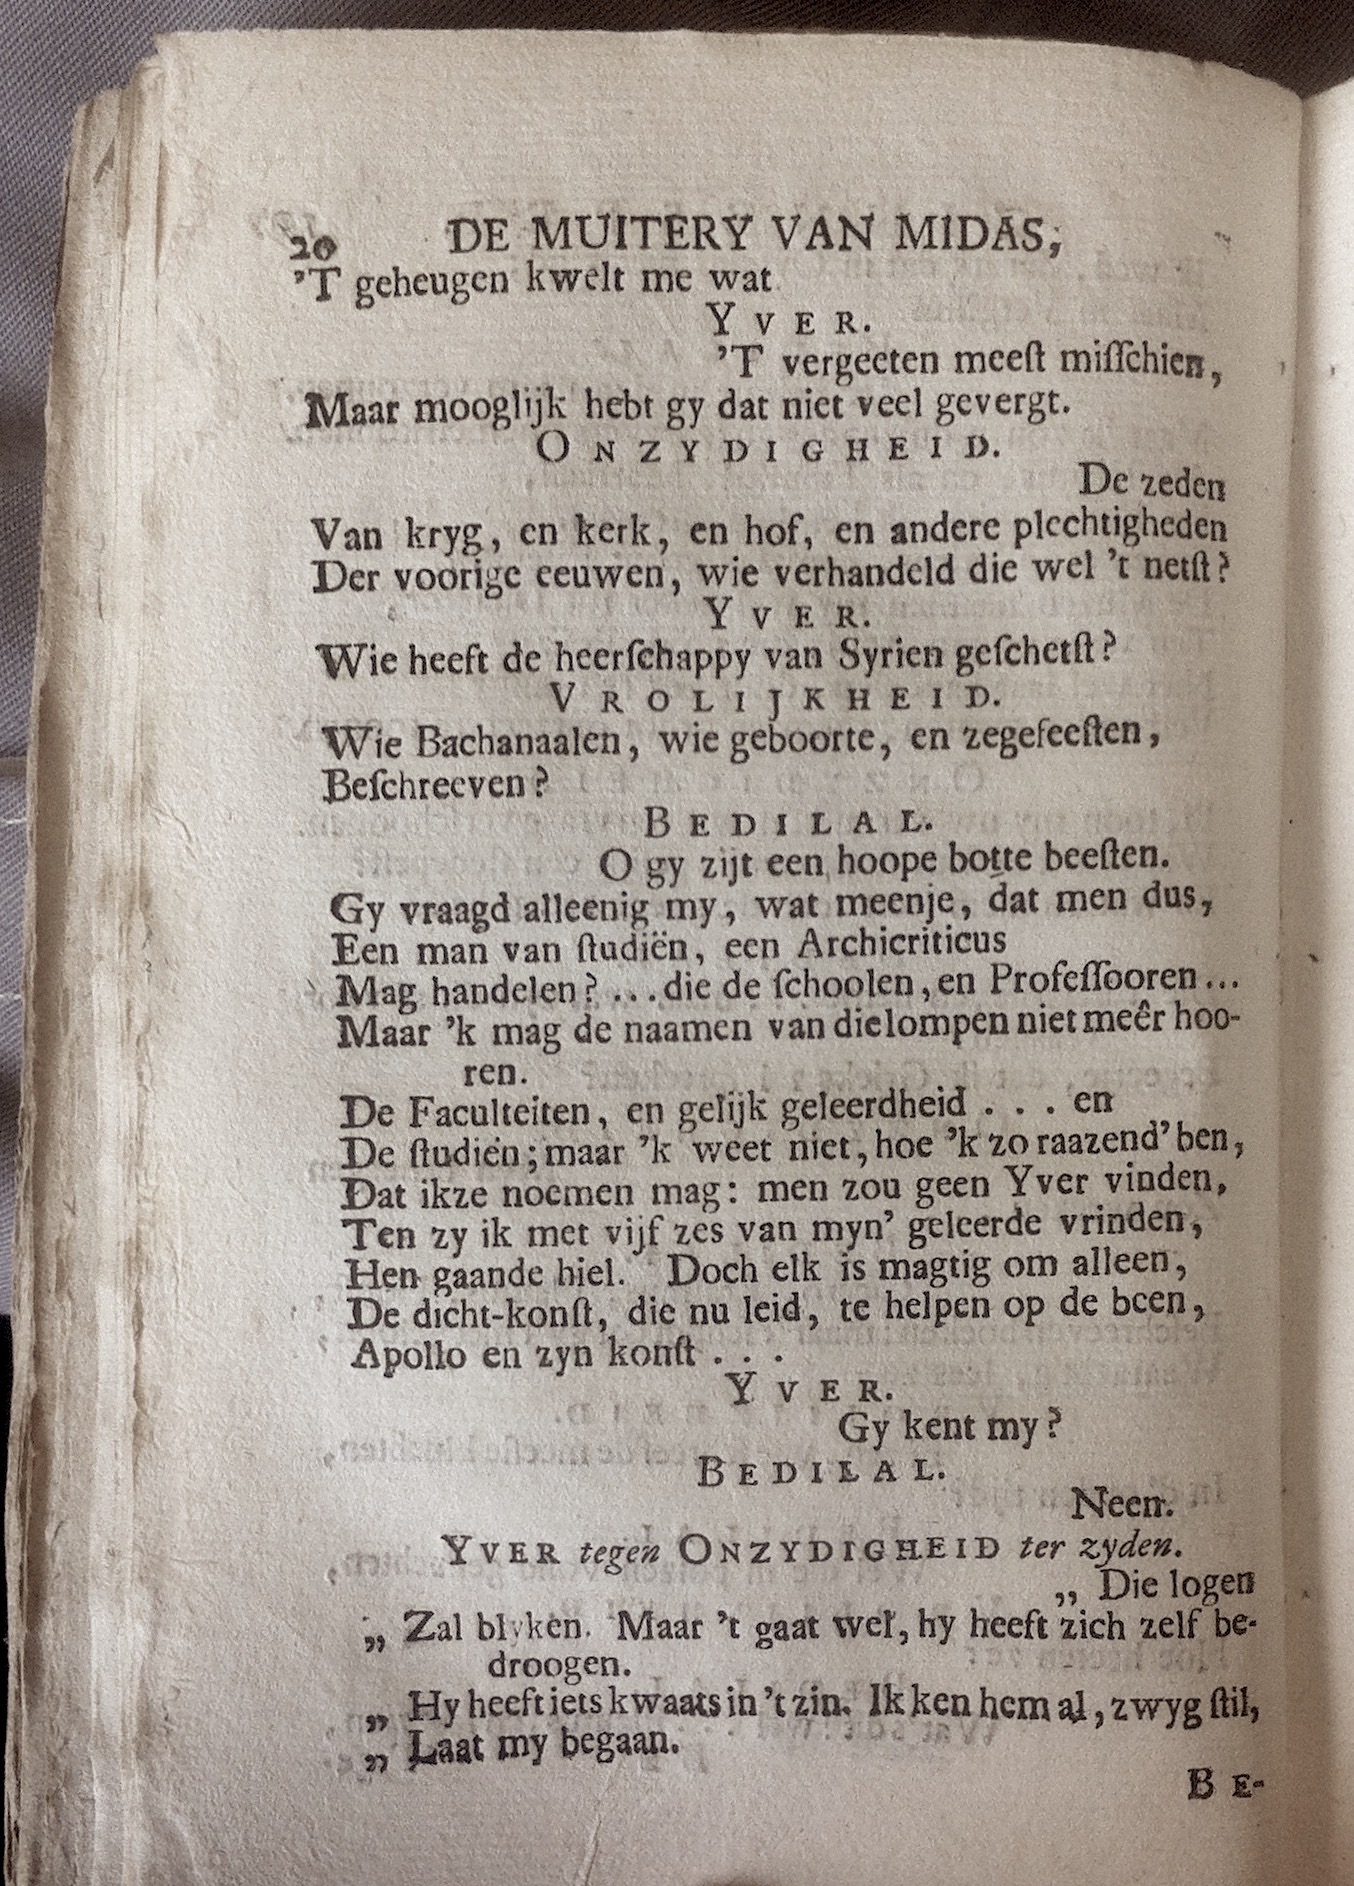 20 DE MUITERY VAN MIDAS,
'T geheugen kwelt me wat
YVER.
'T vergeeten meeſt miſſchien,
Maar mooglijk hebt gy dat niet veel gevergt.
ONZYDIGHEID.
De zeden
Van kryg, en kerk, en hof, en andere plechtigheden
Der voorige eeuwen, wie verhandeld die wel 't netſt?
YVER.
Wie heeft de heerſchappy van Syrien geſchetſt?
VROLIJKHEID.
Wie Bachanaalen, wie geboorte, en zegefeeſten,
Beſchreeven?
BEDILAL.
O gy zijt een hoope botte beeſten.
Gy vraagd alleenig my, wat meenje, dat men dus,
Een man van ſtudiën, een Archicriticus
Mag handelen? ...die de ſchoolen, en Profeſſooren...
Maar 'k mag de naamen van die lompen niet meêr hoo-
ren.
De Faculteiten, en gelijk geleerdheid . . . en
De ſtudiën; maar 'k weet niet, hoe 'k zo raazend' ben,
Dat ik ze noemen mag: men zou geen Yver vinden,
Ten zy ik met vijf zes van myn' geleerde vrinden,
Hen gaande hiel. Doch elk is magtig om alleen,
De dicht-konſt, die nu leid, te helpen op de been,
Apollo en zyn konſt . . .
YVER.
Gy kent my?
BEDILAL.
Neen.
YVER tegen ONZYDIGHEID ter zyden.
„ Die logen
„ Zal blyken. Maar 't gaat wel, hy heeft zich zelf be-
droogen.
„ Hy heeft iets kwaats in 't zin. Ik ken hem al, zwyg ſtil,
„ Laat my begaan.
BE-